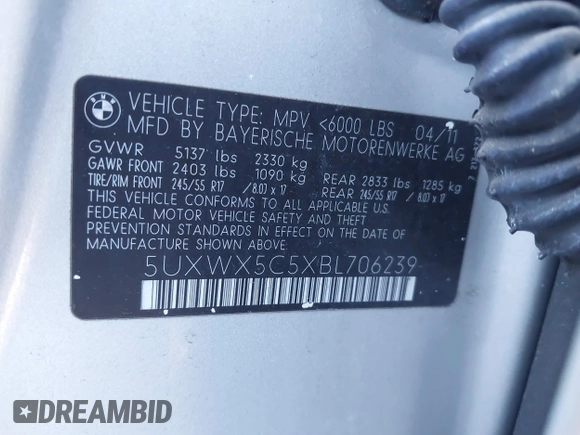 BMW
VEHICLE TYPE: MPV <6000 LBS 04/11
MFD BY BAYERISCHE MOTORENWERKE AG
GVWR 5137 lbs 2330 kg
GAWR FRONT 2403 lbs 1090 kg REAR 2833 lbs 1285 kg
TIRE/RIM FRONT 245/55 R17 /8.0J x 17 REAR 245/55 R17 /8.0J x 17
THIS VEHICLE CONFORMS TO ALL APPLICABLE U.S.
FEDERAL MOTOR VEHICLE SAFETY AND THEFT
PREVENTION STANDARDS IN EFFECT ON THE DATE OF
MANUFACTURE SHOWN ABOVE:
5UXWX5C5XBL706239
DREAMBID